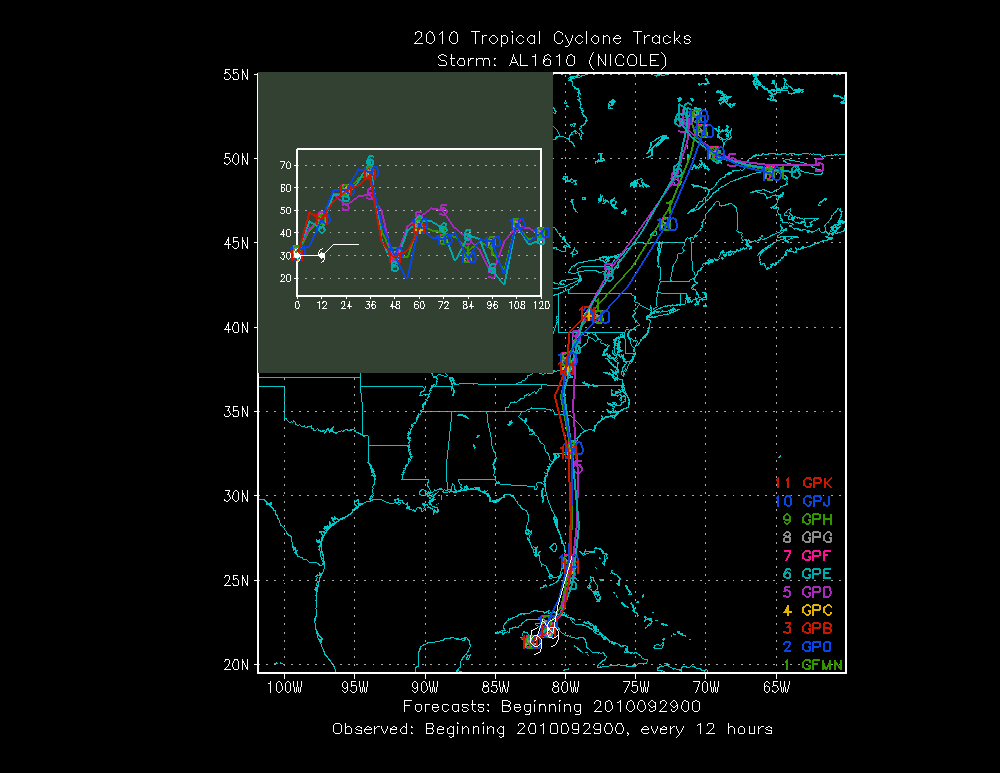 2010 Tropical Cyclone Tracks
Storm: AL1610 (NICOLE)
55N
50N
45N
40N
35N
30N
25N
20N
70
60
50
40
30
20
0 12 24 36 48 60 72 84 96 108 120
11 GPK
10 GPJ
9 GPH
8 GPG
7 GPF
6 GPE
5 GPD
4 GPC
3 GPB
2 GP0
1 GFMN
100W 95W 90W 85W 80W 75W 70W 65W
Forecasts: Beginning 2010092900
Observed: Beginning 2010092900, every 12 hours